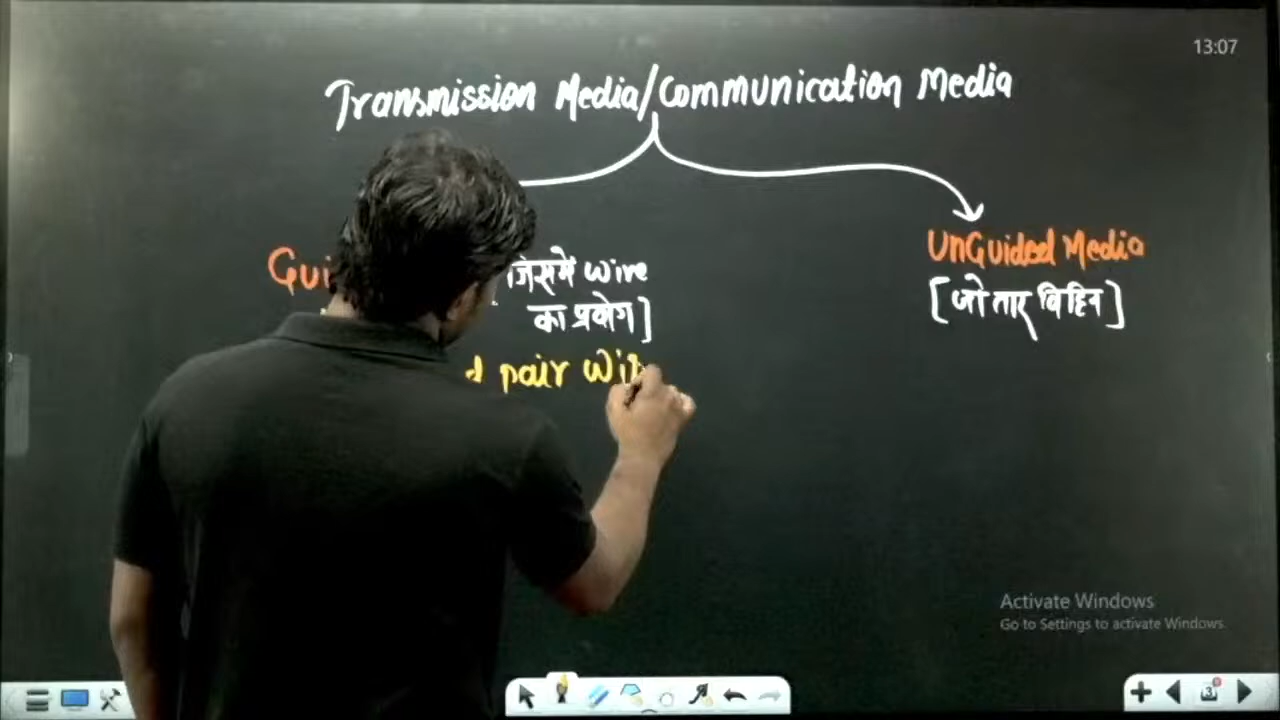 13:07
Transmission Media/Communication Media
जिसमें wire
का प्रयोग]
pair
UnGuided Media
[जो तार विहिन]
Activate Windows
Go to Settings to activate Windows.
3